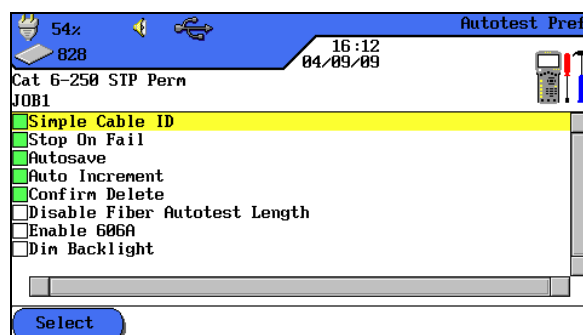 54%
Autotest Pref
828
16:12
04/09/09
Cat 6-250 STP Perm
JOB1
Simple Cable ID
Stop On Fail
Autosave
Auto Increment
Confirm Delete
Disable Fiber Autotest Length
Enable 606A
Dim Backlight
Select